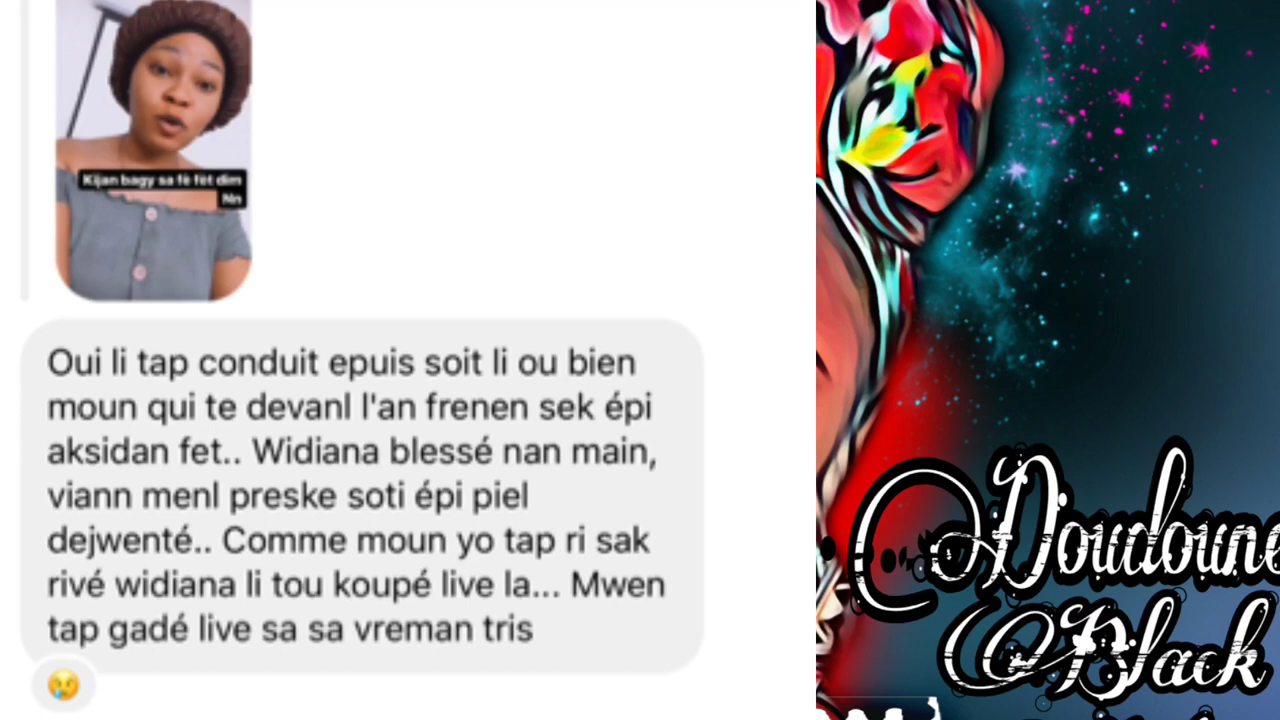 Kijan bagy sa fè fèt dim
Nn
Oui li tap conduit epuis soit li ou bien
moun qui te devanl l'an frenen sek épi
aksidan fet.. Widiana blessé nan main,
viann menl preske soti épi piel
dejwenté.. Comme moun yo tap ri sak
rivé widiana li tou koupé live la... Mwen
tap gadé live sa sa vreman tris
Doudoune
Black